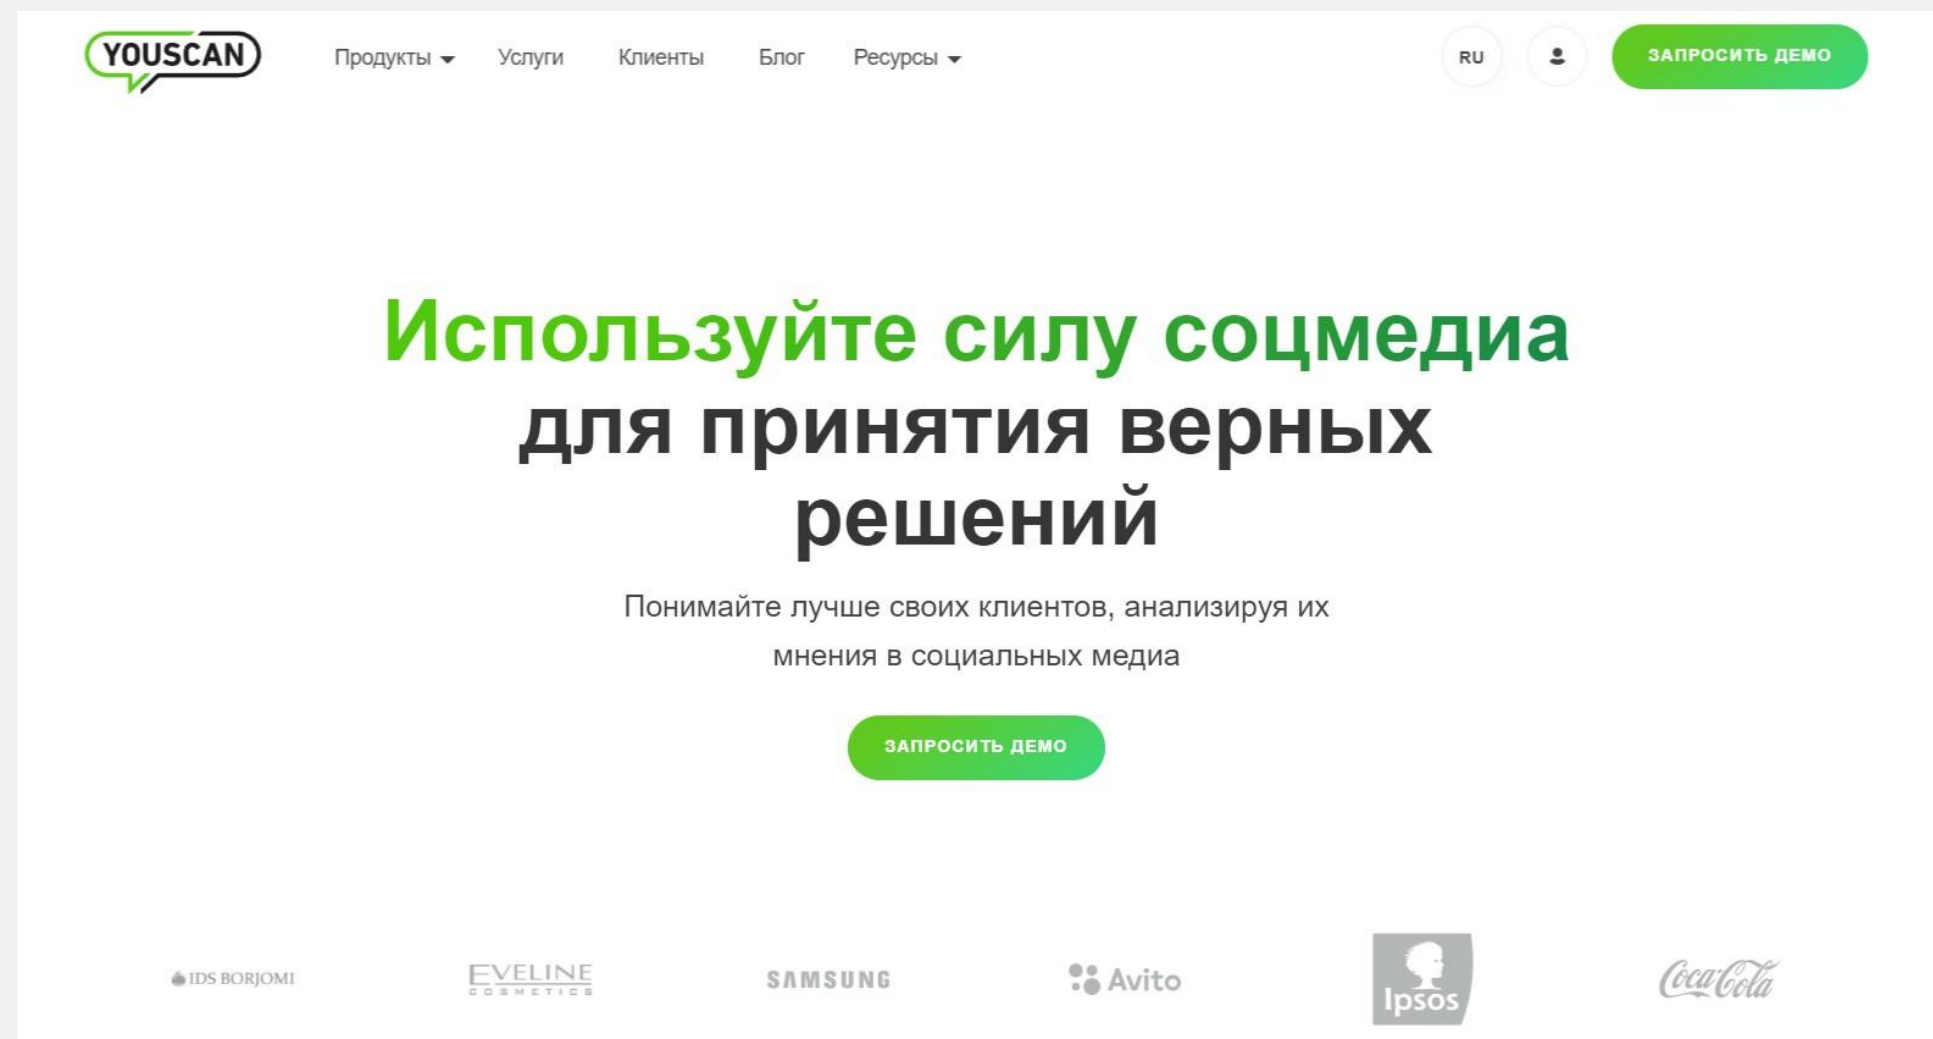 YOUSCAN
Продукты
Услуги
Клиенты
Блог
Ресурсы
RU
ЗАПРОСИТЬ ДЕМО
Используйте силу соцмедиа
для принятия верных
решений
Понимайте лучше своих клиентов, анализируя их
мнения в социальных медиа
ЗАПРОСИТЬ ДЕМО
IDS BORJOMI
EVELINE
COSMETICS
SAMSUNG
Avito
Ipsos
Coca-Cola